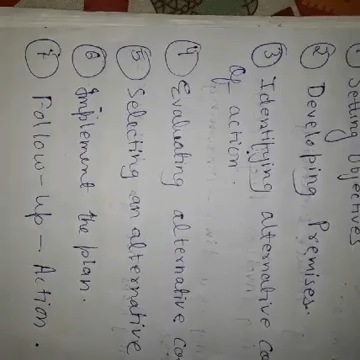 ① Setting Objectives
② Developing Premises.
③ Identifying alternative co
of action.
④ Evaluating alternative co
⑤ Selecting an alternative
⑥ Implement the plan.
⑦ Follow-Up - Action.